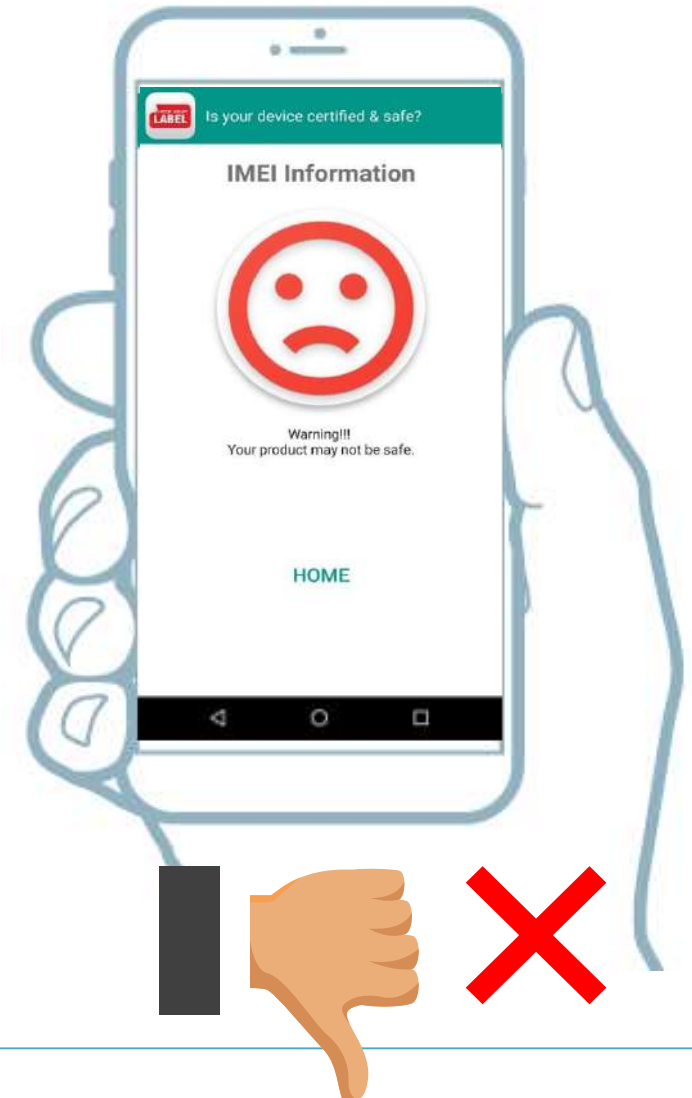 LABEL
Is your device certified & safe?
IMEI Information
Warning!!!
Your product may not be safe.
HOME